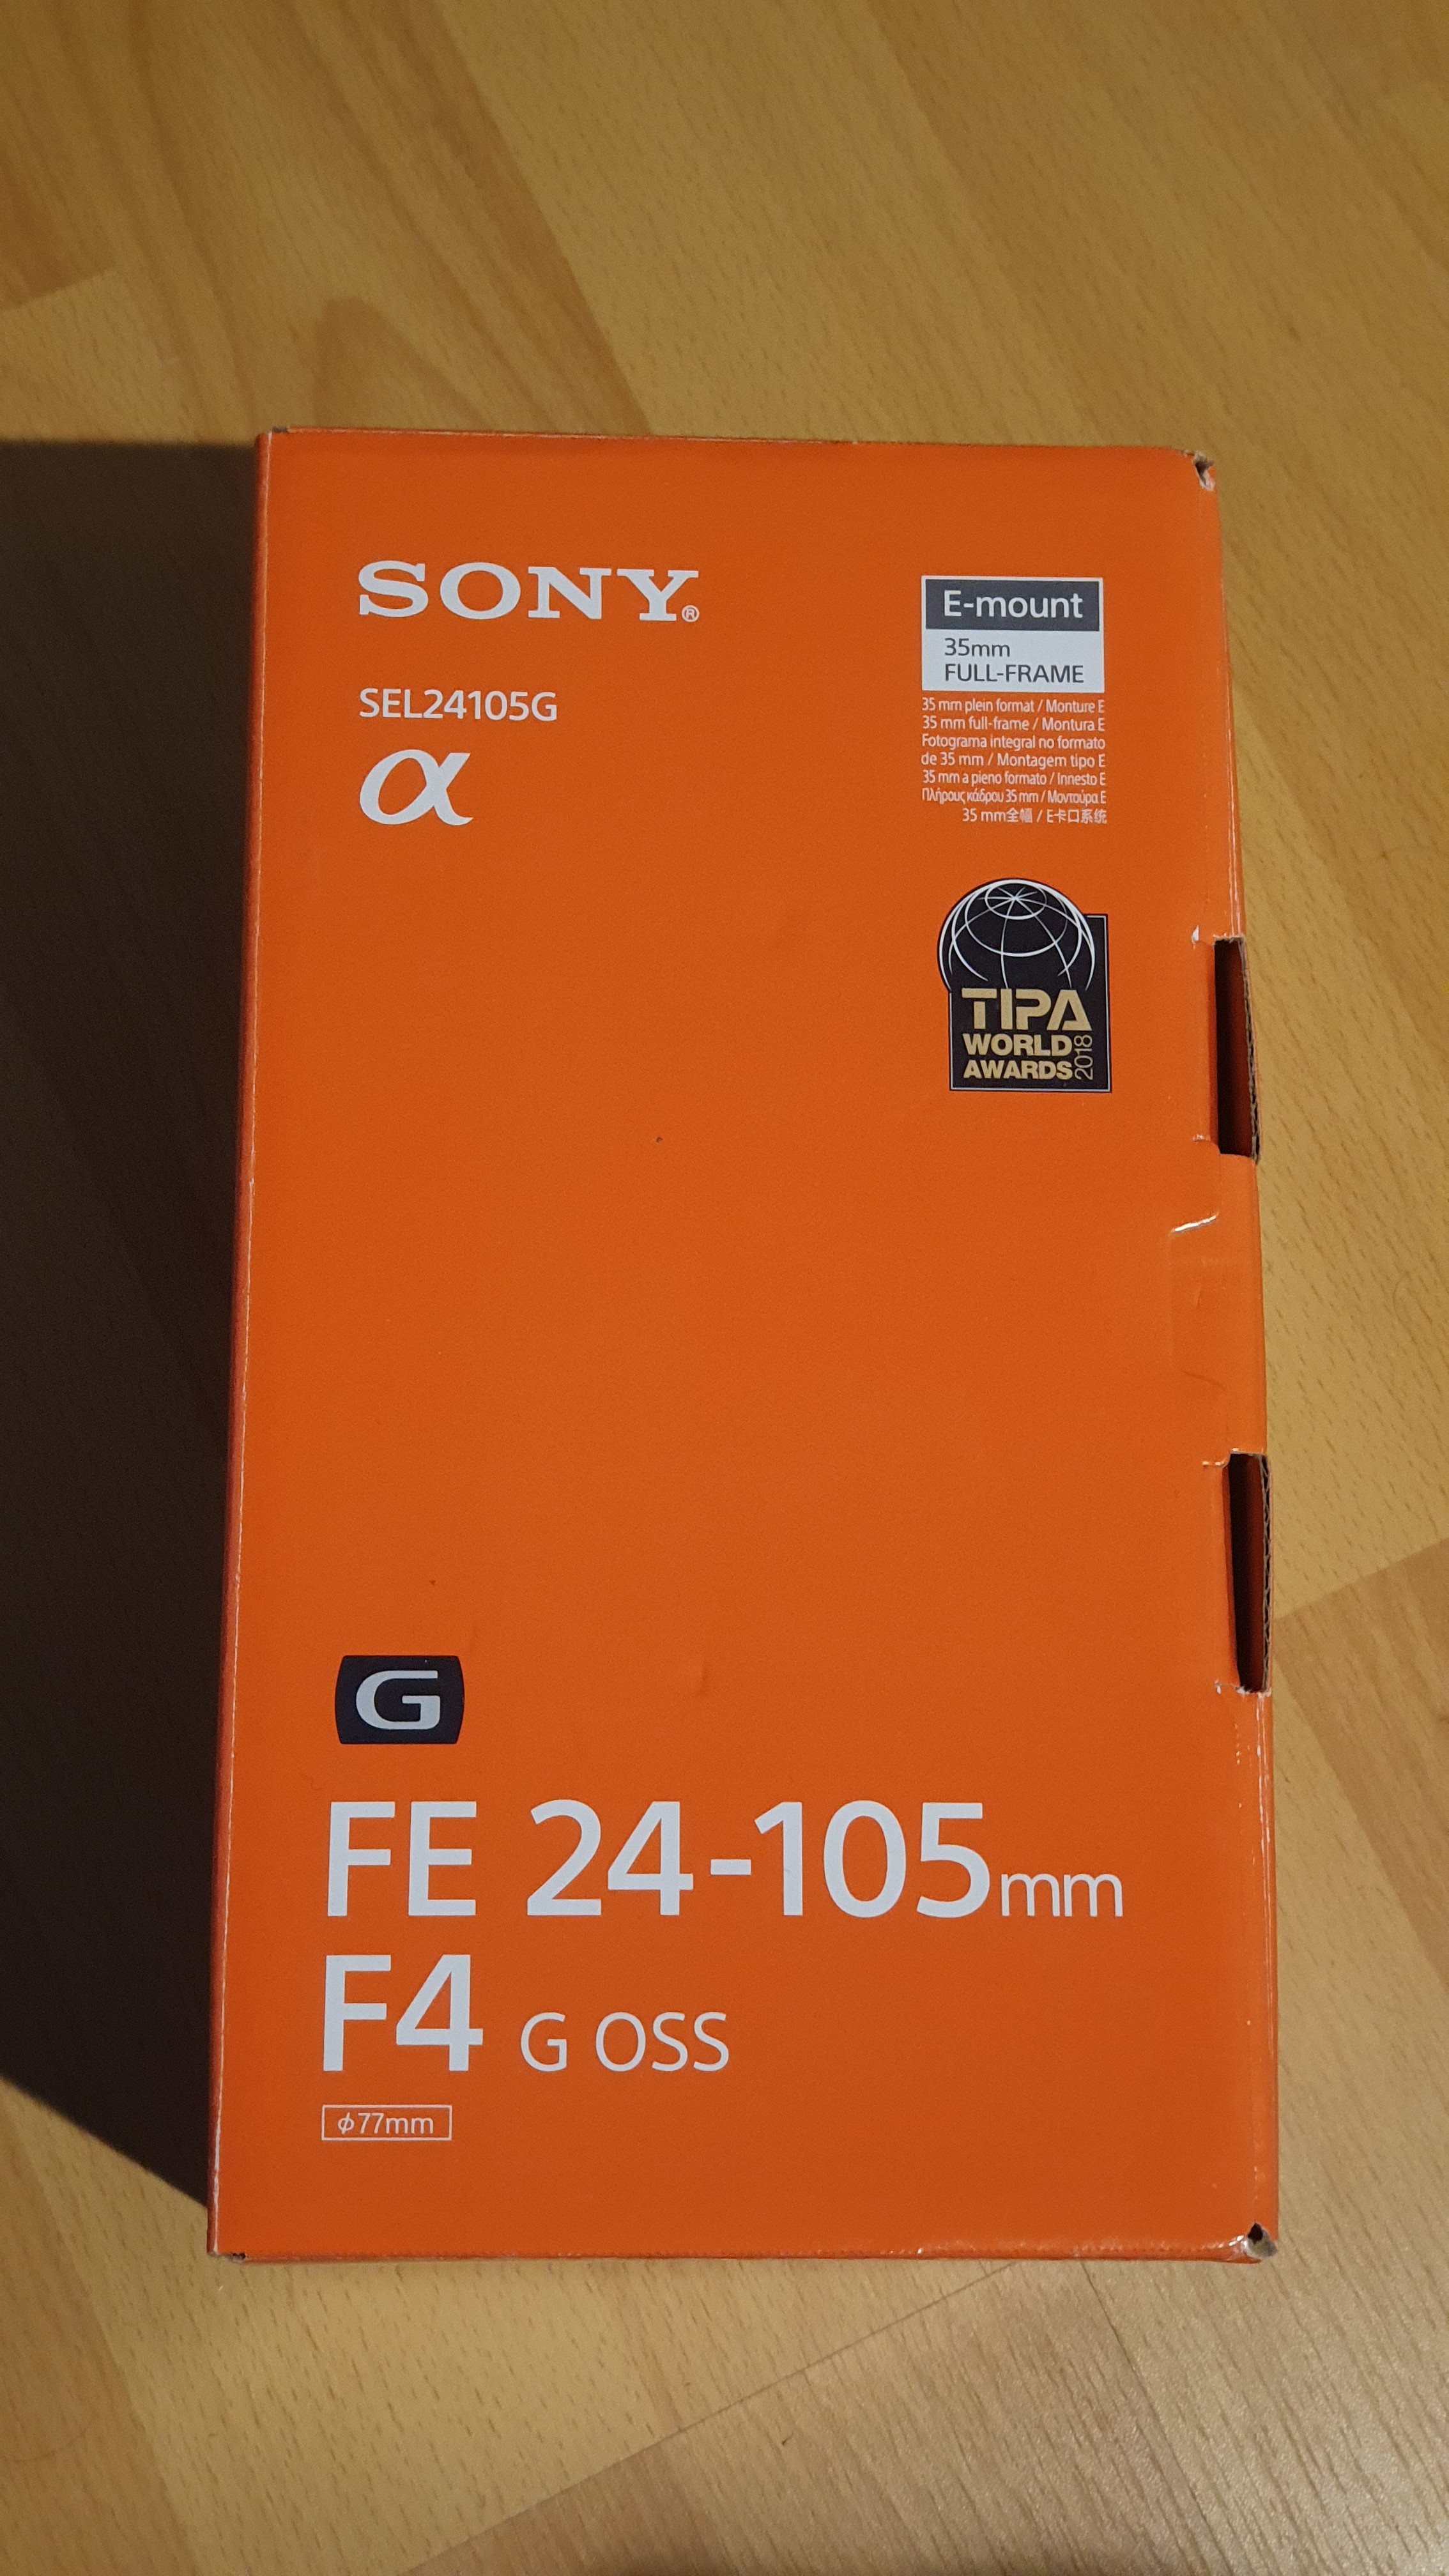 SONY®
SEL24105G
α
E-mount
35mm
FULL-FRAME
35 mm plein format / Monture E
35 mm full-frame / Montura E
Fotograma integral no formato
de 35 mm / Montagem tipo E
35 mm a pieno formato / Innesto E
Πλήρους κάδρου 35 mm / Μοντούρα E
35 mm全幅 / E卡口系统
TIPA
WORLD
AWARDS 2018
G
FE 24-105mm
F4 G OSS
ϕ77mm